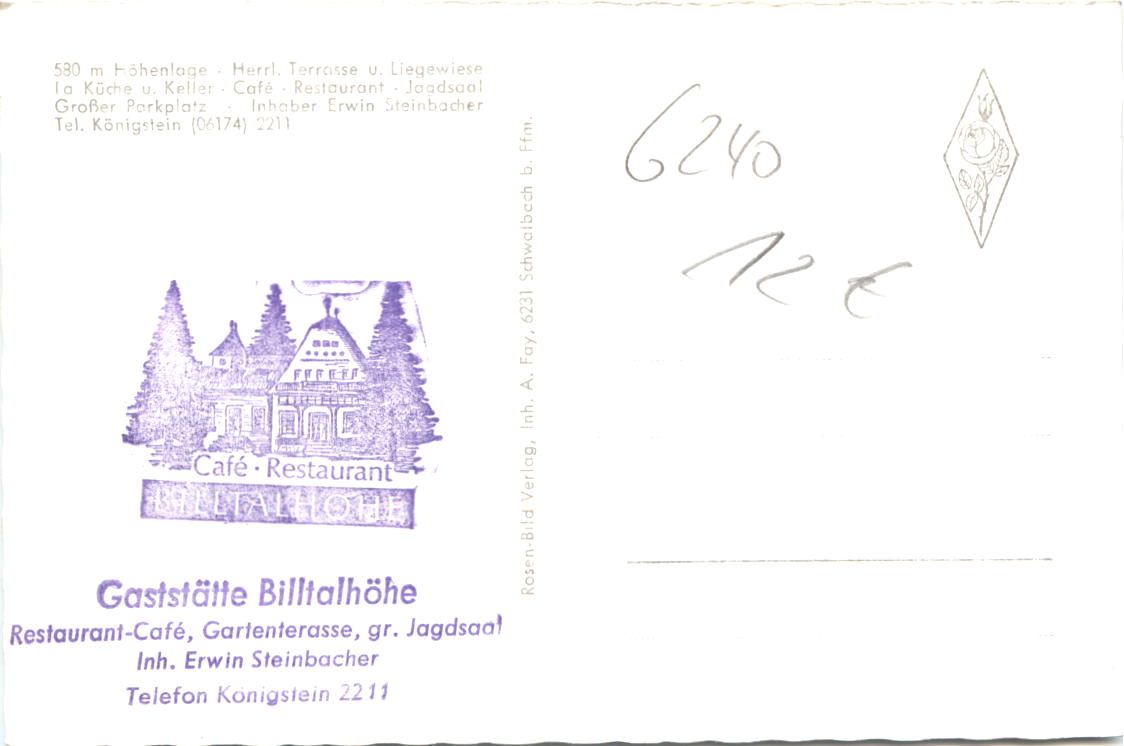 580 m Höhenlage · Herrl. Terrasse u. Liegewiese
Ia Küche u. Keller · Café · Restaurant · Jagdsaal
Großer Parkplatz · Inhaber Erwin Steinbacher
Tel. Königstein (06174) 2211
Café · Restaurant
BILLTALHÖHE
Gaststätte Billtalhöhe
Restaurant-Café, Gartenterasse, gr. Jagdsaal
Inh. Erwin Steinbacher
Telefon Königstein 2211
Rosen-Bild Verlag, Inh. A. Fay, 6231 Schwalbach b. Ffm.
6240
12 €